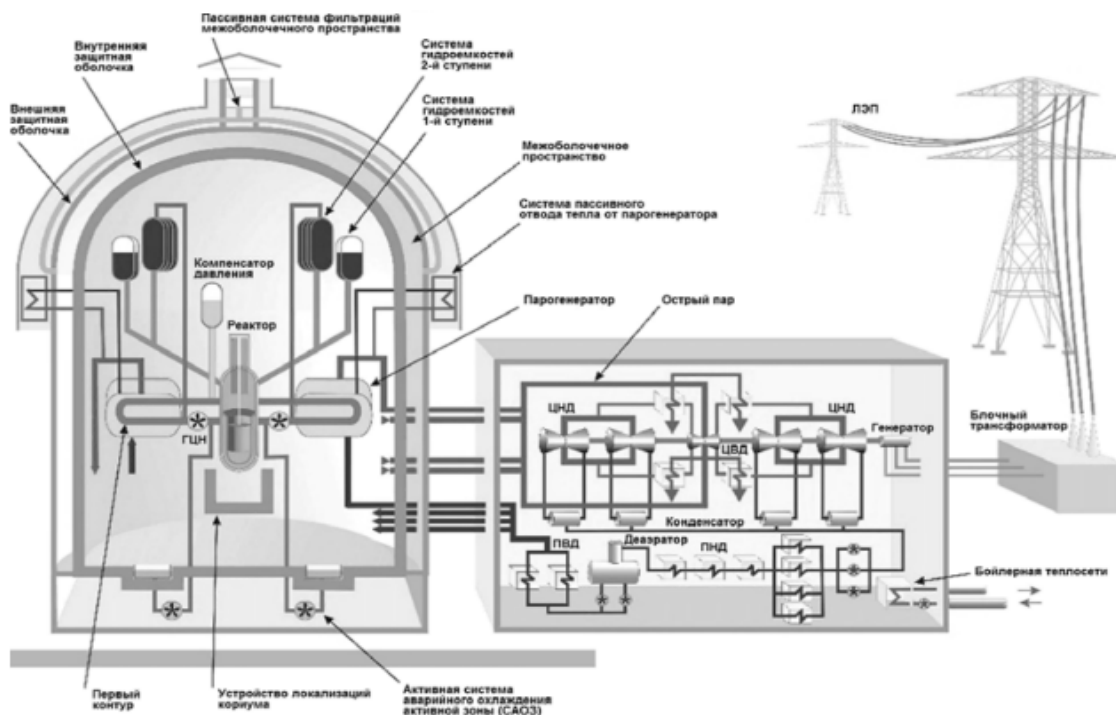 Пассивная система фильтраций
межоболочечного пространства
Внутренняя
защитная
оболочка
Система
гидроемкостей
2-й ступени
Внешняя
защитная
оболочка
Система
гидроемкостей
1-й ступени
ЛЭП
Межоболочечное
пространство
Система пассивного
отвода тепла от парогенератора
Компенсатор
давления
Реактор
Парогенератор
Острый пар
ГЦН
ЦНД
ЦВД
ЦНД
Генератор
Блочный
трансформатор
Конденсатор
ПВД
Деаэратор
ПНД
Бойлерная теплосети
Первый
контур
Устройство локализаций
кориума
Активная система
аварийного охлаждения
активной зоны (САОЗ)